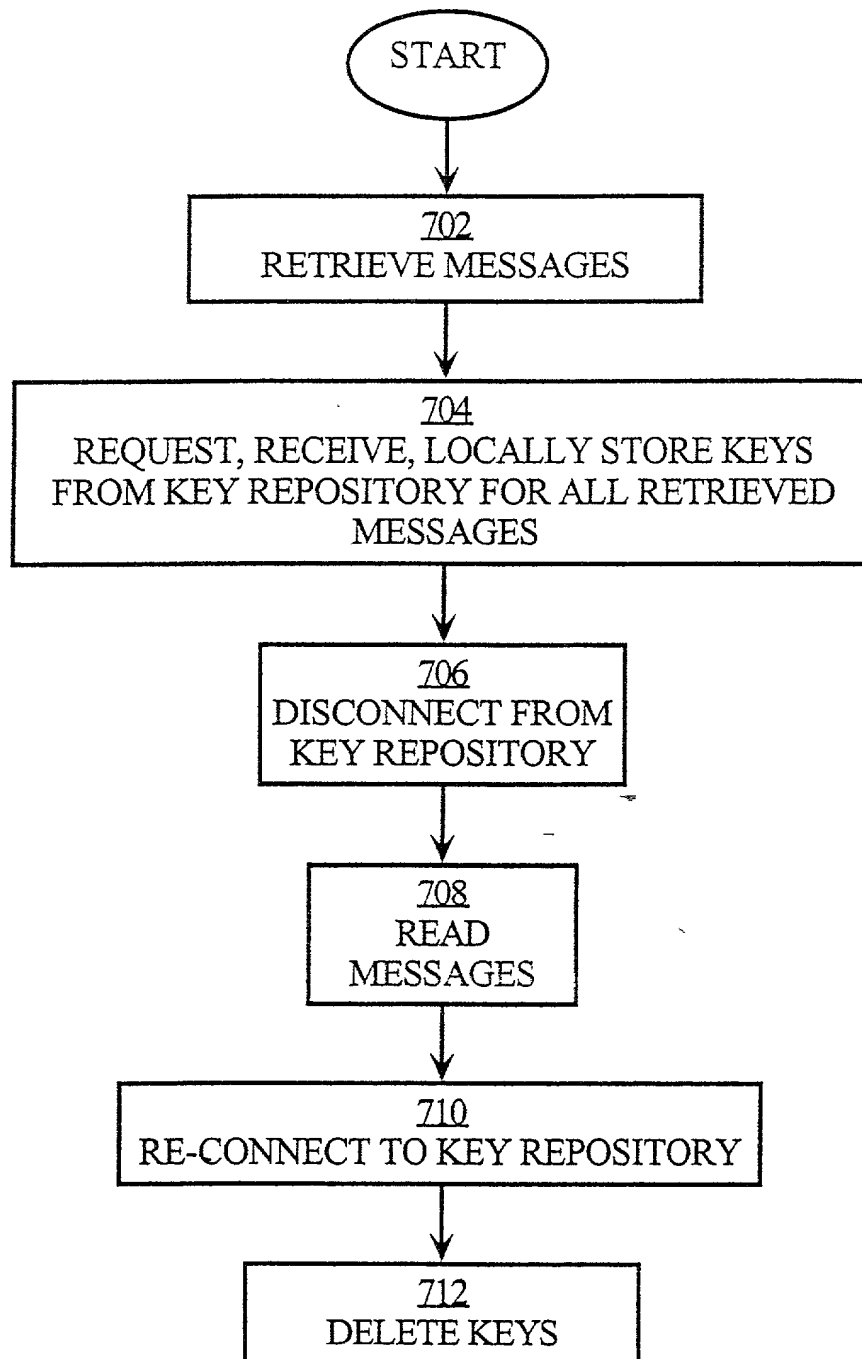 START
702
RETRIEVE MESSAGES
704
REQUEST, RECEIVE, LOCALLY STORE KEYS
FROM KEY REPOSITORY FOR ALL RETRIEVED
MESSAGES
706
DISCONNECT FROM
KEY REPOSITORY
708
READ
MESSAGES
710
RE-CONNECT TO KEY REPOSITORY
712
DELETE KEYS